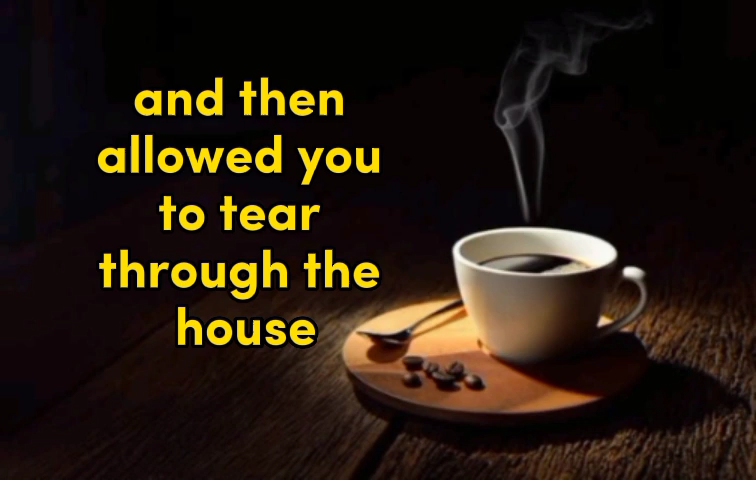 and then
allowed you
to tear
through the
house